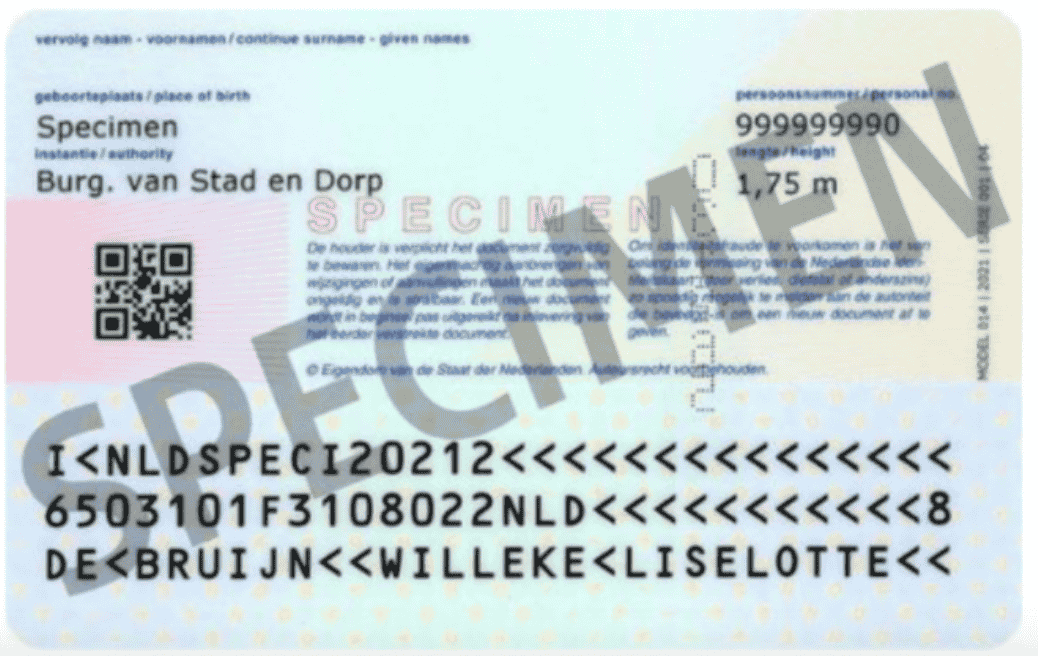 vervolg naam - voornamen / continue surname - given names
geboorteplaats / place of birth
Specimen
instantie / authority
Burg. van Stad en Dorp
persoonsnummer / personal no.
999999990
lengte / height
1,75 m
SPECIMEN
De houder is verplicht het document zorgvuldig
te bewaren. Het eigenmachtig aanbrengen van
wijzigingen of aanvullingen maakt het document
ongeldig en is strafbaar. Een nieuw document
wordt in beginsel pas uitgereikt na inlevering van
het eerder verstrekte document.
Om identiteitsfraude te voorkomen is het van
belang de vermissing van de Nederlandse iden-
titeitskaart (door verlies, diefstal of anderszins)
zo spoedig mogelijk te melden aan de autoriteit
die bevoegd is om een nieuw document af te
geven.
© Eigendom van de Staat der Nederlanden. Auteursrecht voorbehouden.
MODEL 014 | 2021 |
SPECIMEN
I<NLDSPECI20212<<<<<<<<<<<<<<<
6503101F3108022NLD<<<<<<<<<<<8
DE<BRUIJN<<WILLEKE<LISELOTTE<<